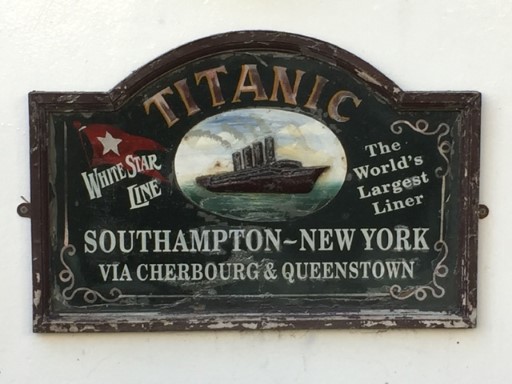 TITANIC
WHITE STAR
LINE
The
World's
Largest
Liner
SOUTHAMPTON~NEW YORK
VIA CHERBOURG & QUEENSTOWN